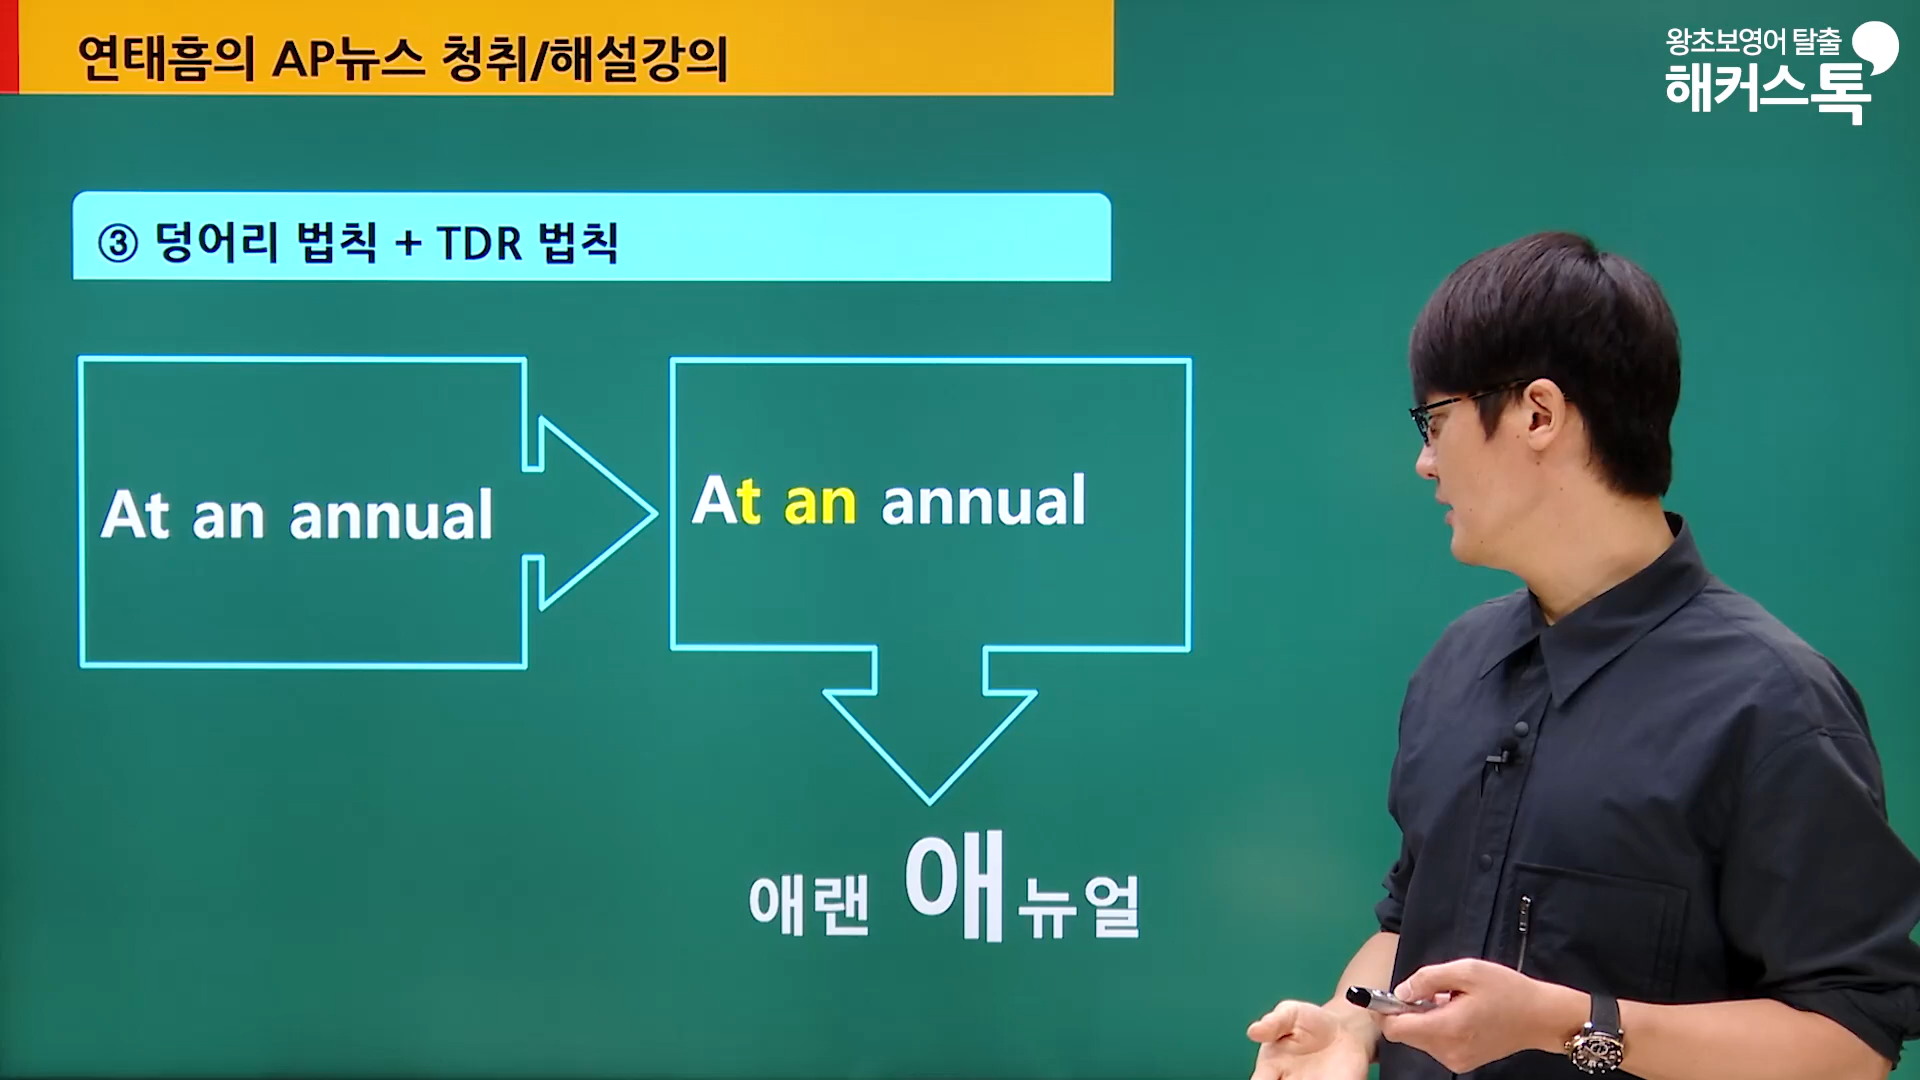 연태흠의 AP뉴스 청취/해설강의
왕초보영어 탈출
해커스톡
③ 덩어리 법칙 + TDR 법칙
At an annual
At an annual
애랜 애뉴얼